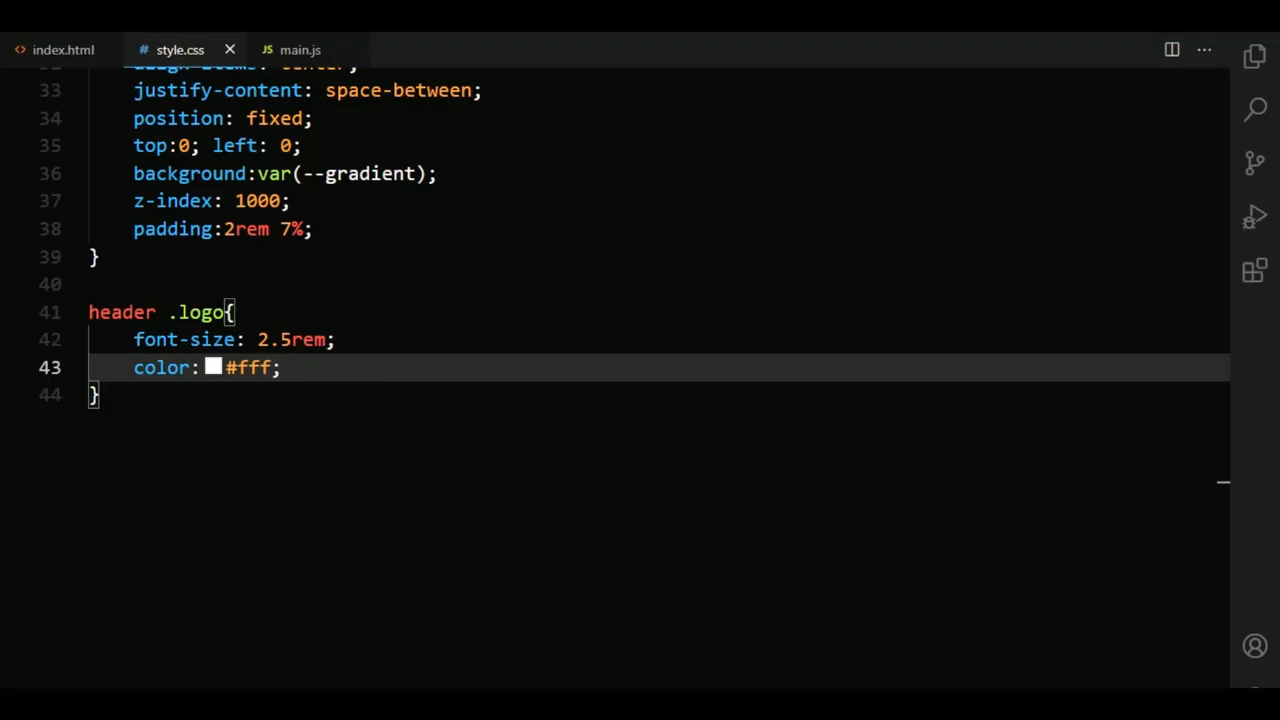 index.html
style.css
JS main.js
33 justify-content: space-between;
34 position: fixed;
35 top:0; left: 0;
36 background:var(--gradient);
37 z-index: 1000;
38 padding:2rem 7%;
39 }
40
41 header .logo{
42 font-size: 2.5rem;
43 color: #fff;
44 }